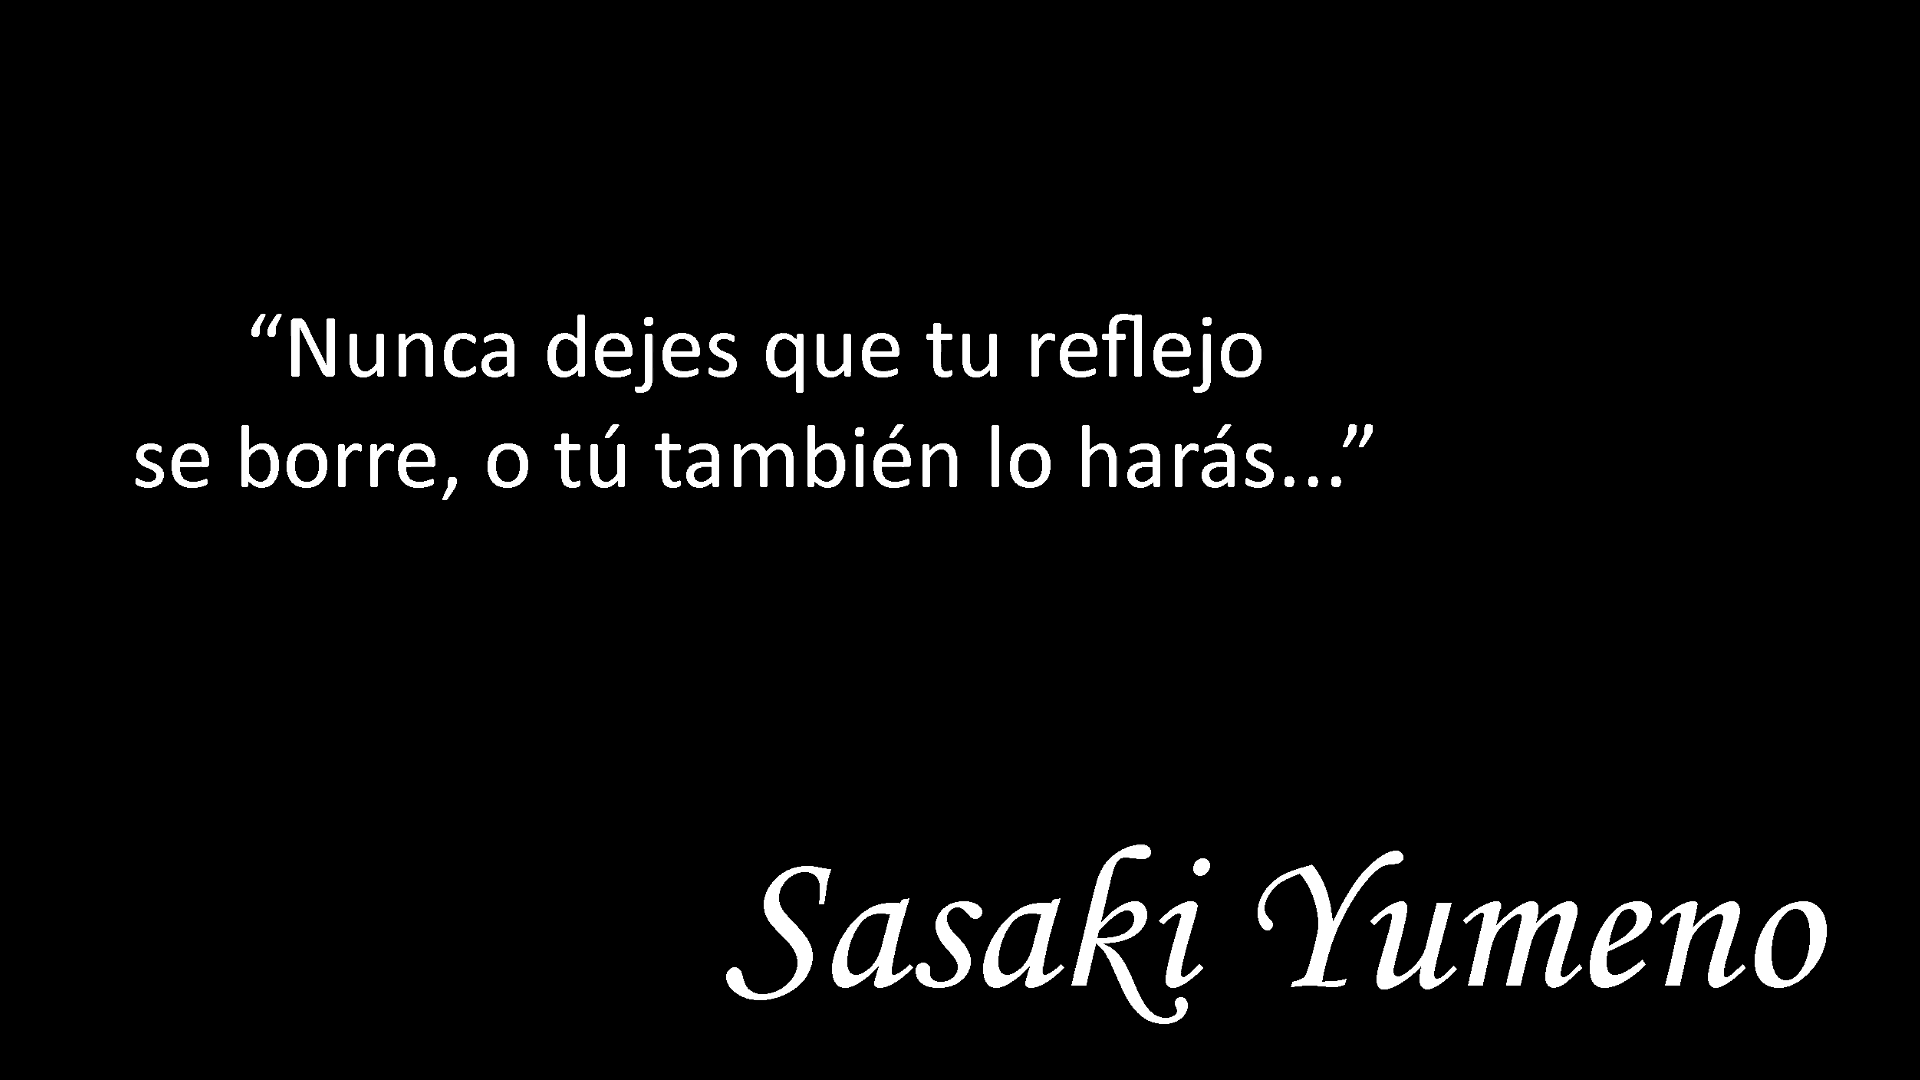 “Nunca dejes que tu reflejo
se borre, o tú también lo harás...”
Sasaki Yumeno